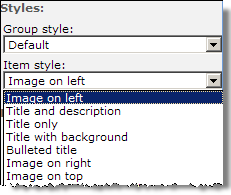 Styles:
Group style:
Default
Item style:
Image on left
Image on left
Title and description
Title only
Title with background
Bulleted title
Image on right
Image on top